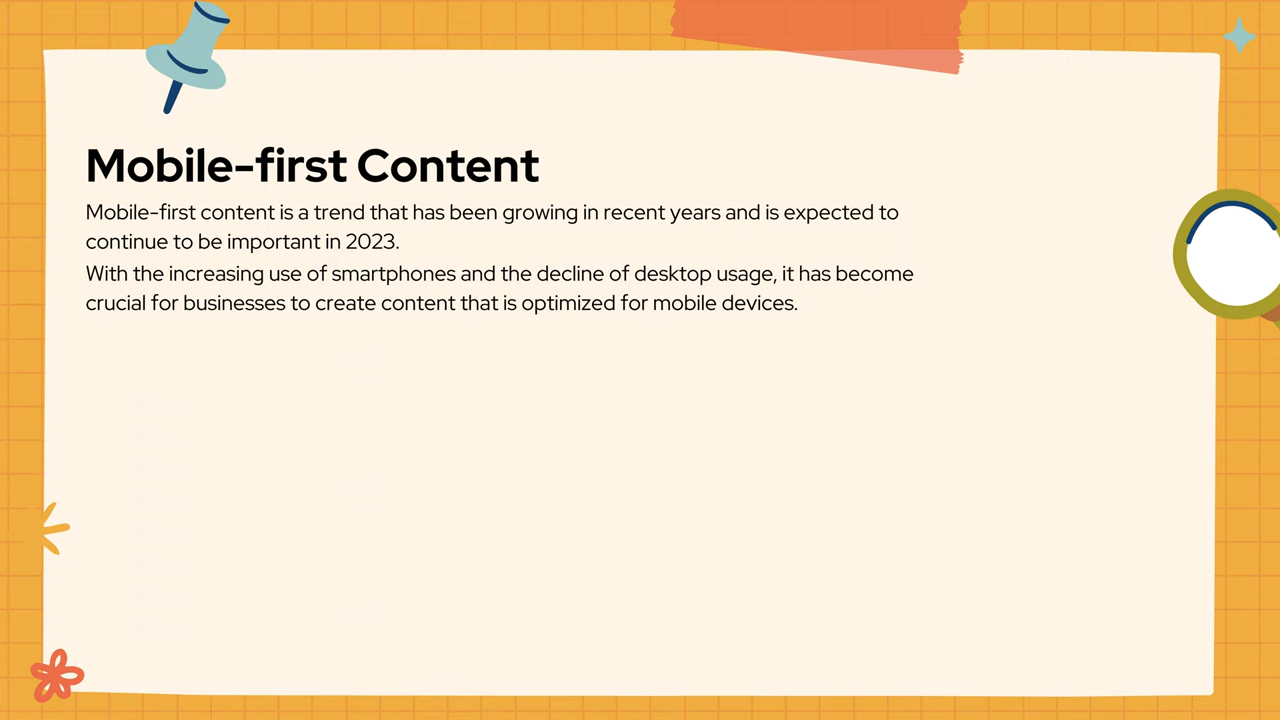 Mobile-first Content
Mobile-first content is a trend that has been growing in recent years and is expected to
continue to be important in 2023.
With the increasing use of smartphones and the decline of desktop usage, it has become
crucial for businesses to create content that is optimized for mobile devices.